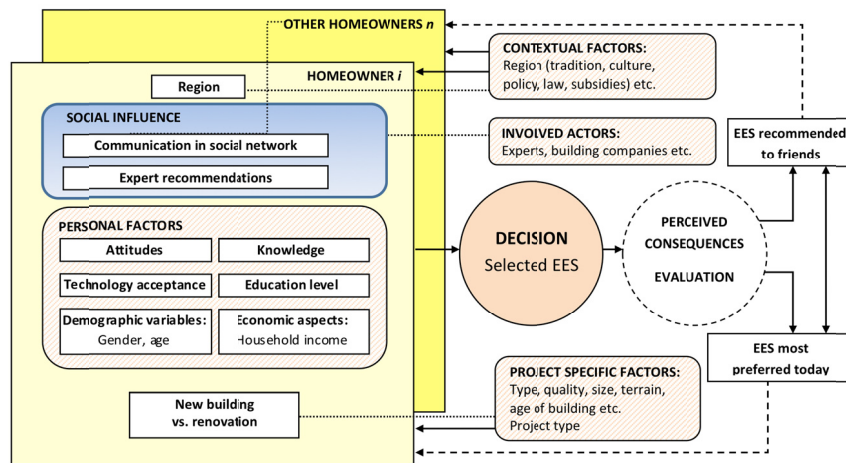 OTHER HOMEOWNERS n
HOMEOWNER i
Region
SOCIAL INFLUENCE
Communication in social network
Expert recommendations
PERSONAL FACTORS
Attitudes
Knowledge
Technology acceptance
Education level
Demographic variables:
Gender, age
Economic aspects:
Household income
New building
vs. renovation
CONTEXTUAL FACTORS:
Region (tradition, culture,
policy, law, subsidies) etc.
INVOLVED ACTORS:
Experts, building companies etc.
DECISION
Selected EES
PERCEIVED
CONSEQUENCES
EVALUATION
EES recommended
to friends
EES most
preferred today
PROJECT SPECIFIC FACTORS:
Type, quality, size, terrain,
age of building etc.
Project type